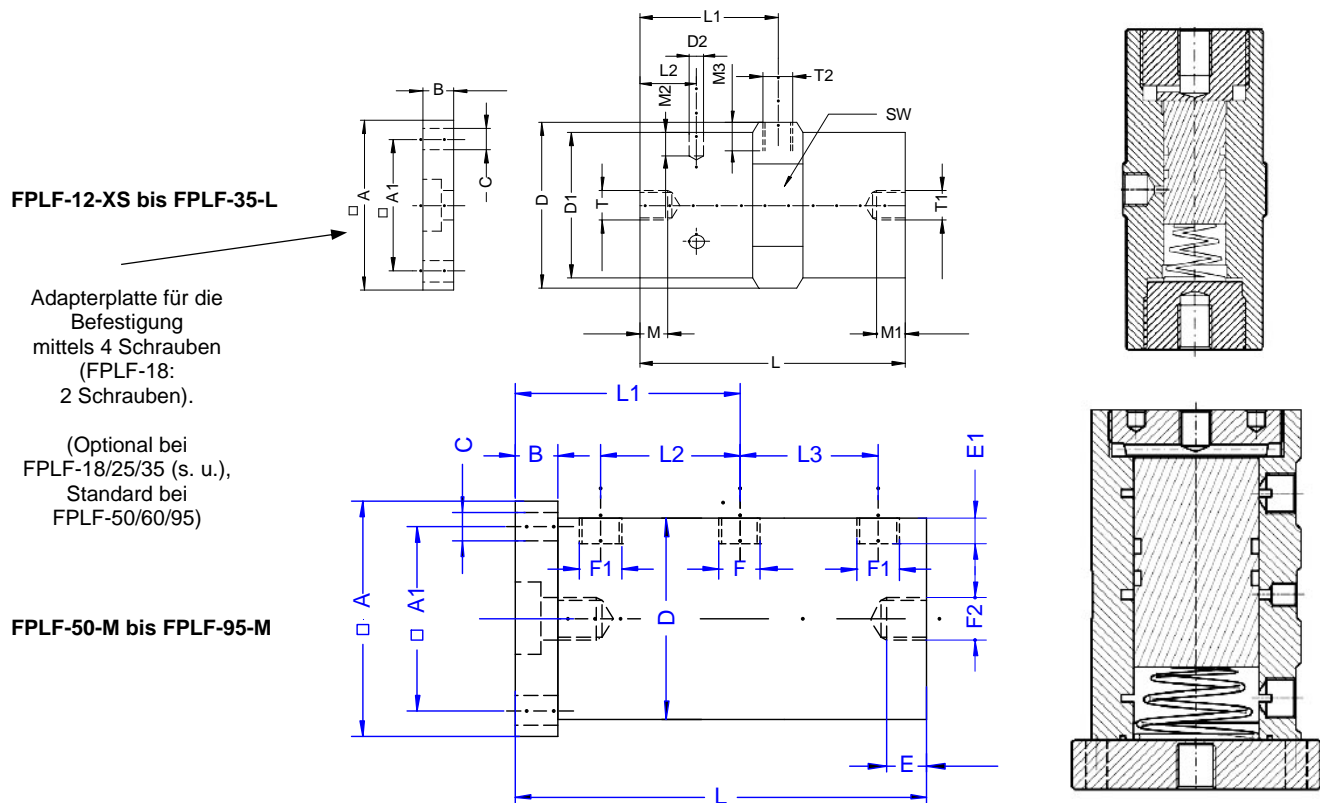 L1
D2
L2
M3
T2
M2
B
SW
A
A1
C
D
D1
T
T1
M
M1
L
FPLF-12-XS bis FPLF-35-L
Adapterplatte für die
Befestigung
mittels 4 Schrauben
(FPLF-18:
2 Schrauben).
(Optional bei
FPLF-18/25/35 (s. u.),
Standard bei
FPLF-50/60/95)
L1
C
B
L2
L3
E1
F1
F
F1
A
A1
D
F2
E
L
FPLF-50-M bis FPLF-95-M